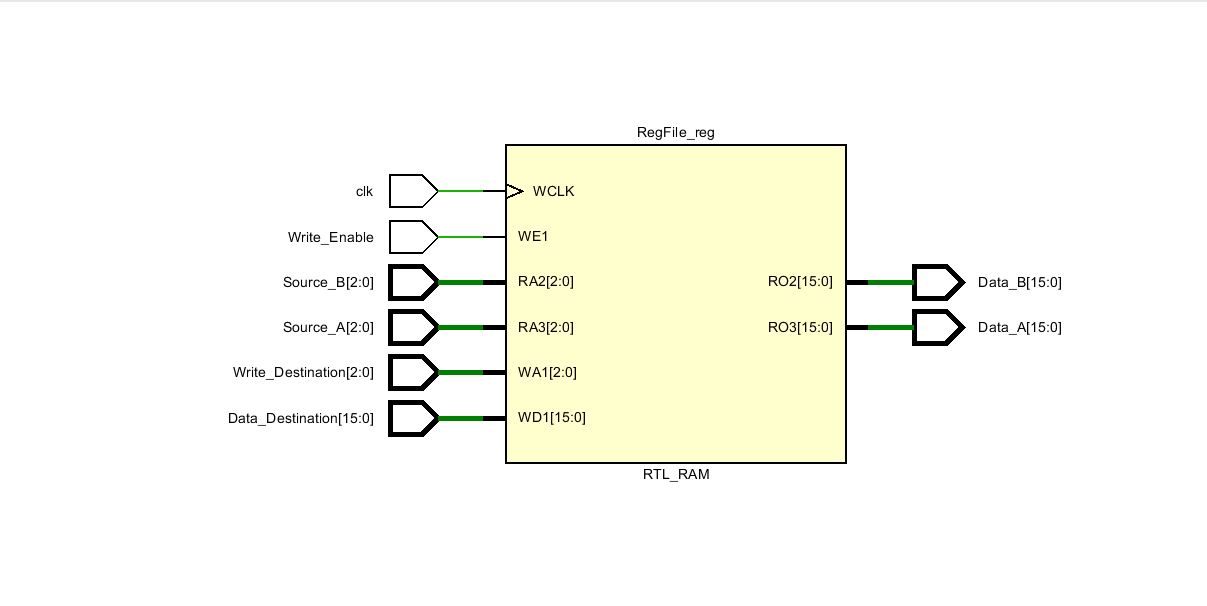 RegFile_reg
clk
WCLK
Write_Enable
WE1
Source_B[2:0]
RA2[2:0]
RO2[15:0]
Data_B[15:0]
Source_A[2:0]
RA3[2:0]
RO3[15:0]
Data_A[15:0]
Write_Destination[2:0]
WA1[2:0]
Data_Destination[15:0]
WD1[15:0]
RTL_RAM